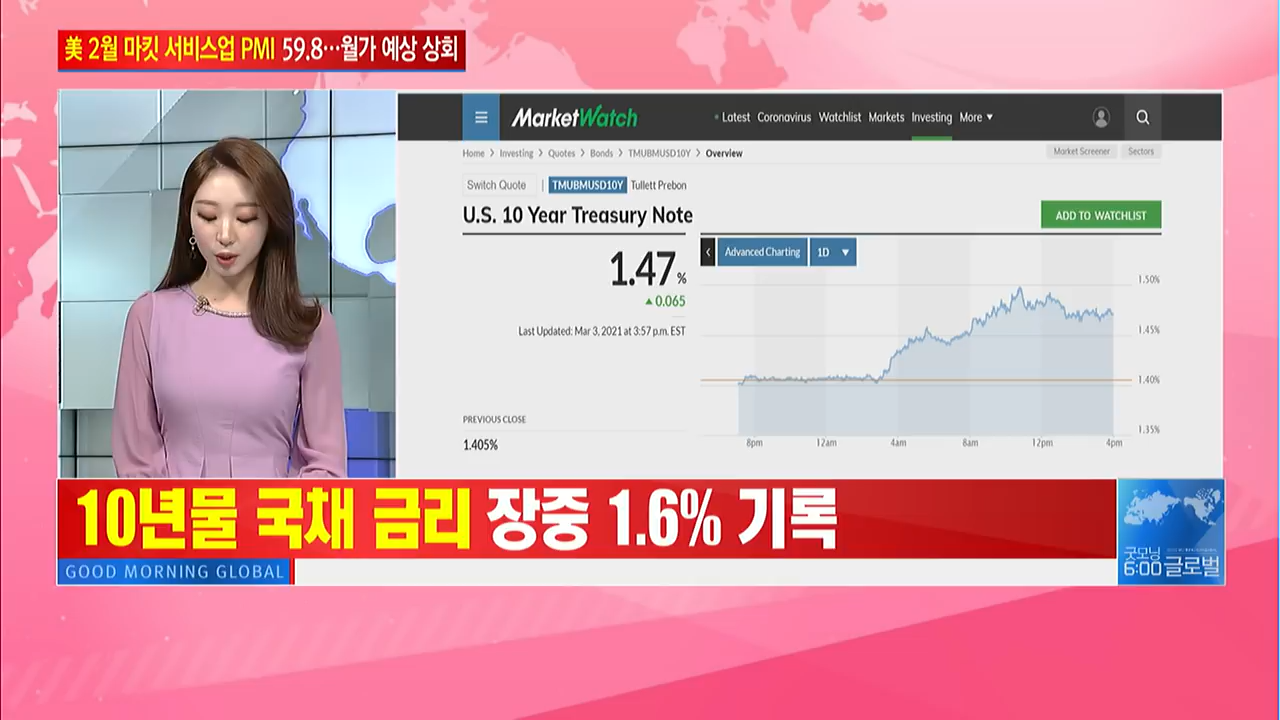 美 2월 마킷 서비스업 PMI 59.8…월가 예상 상회
MarketWatch
Latest Coronavirus Watchlist Markets Investing More
Home > Investing > Quotes > Bonds > TMUBMUSD10Y > Overview
Market Screener Sectors
Switch Quote | TMUBMUSD10Y Tullett Prebon
U.S. 10 Year Treasury Note
ADD TO WATCHLIST
1.47%
0.065
Last Updated: Mar 3, 2021 at 3:57 p.m. EST
PREVIOUS CLOSE
1.405%
Advanced Charting 1D
1.50%
1.45%
1.40%
1.35%
8pm 12am 4am 8am 12pm 4pm
10년물 국채 금리 장중 1.6% 기록
GOOD MORNING GLOBAL
굿모닝
6:00 글로벌